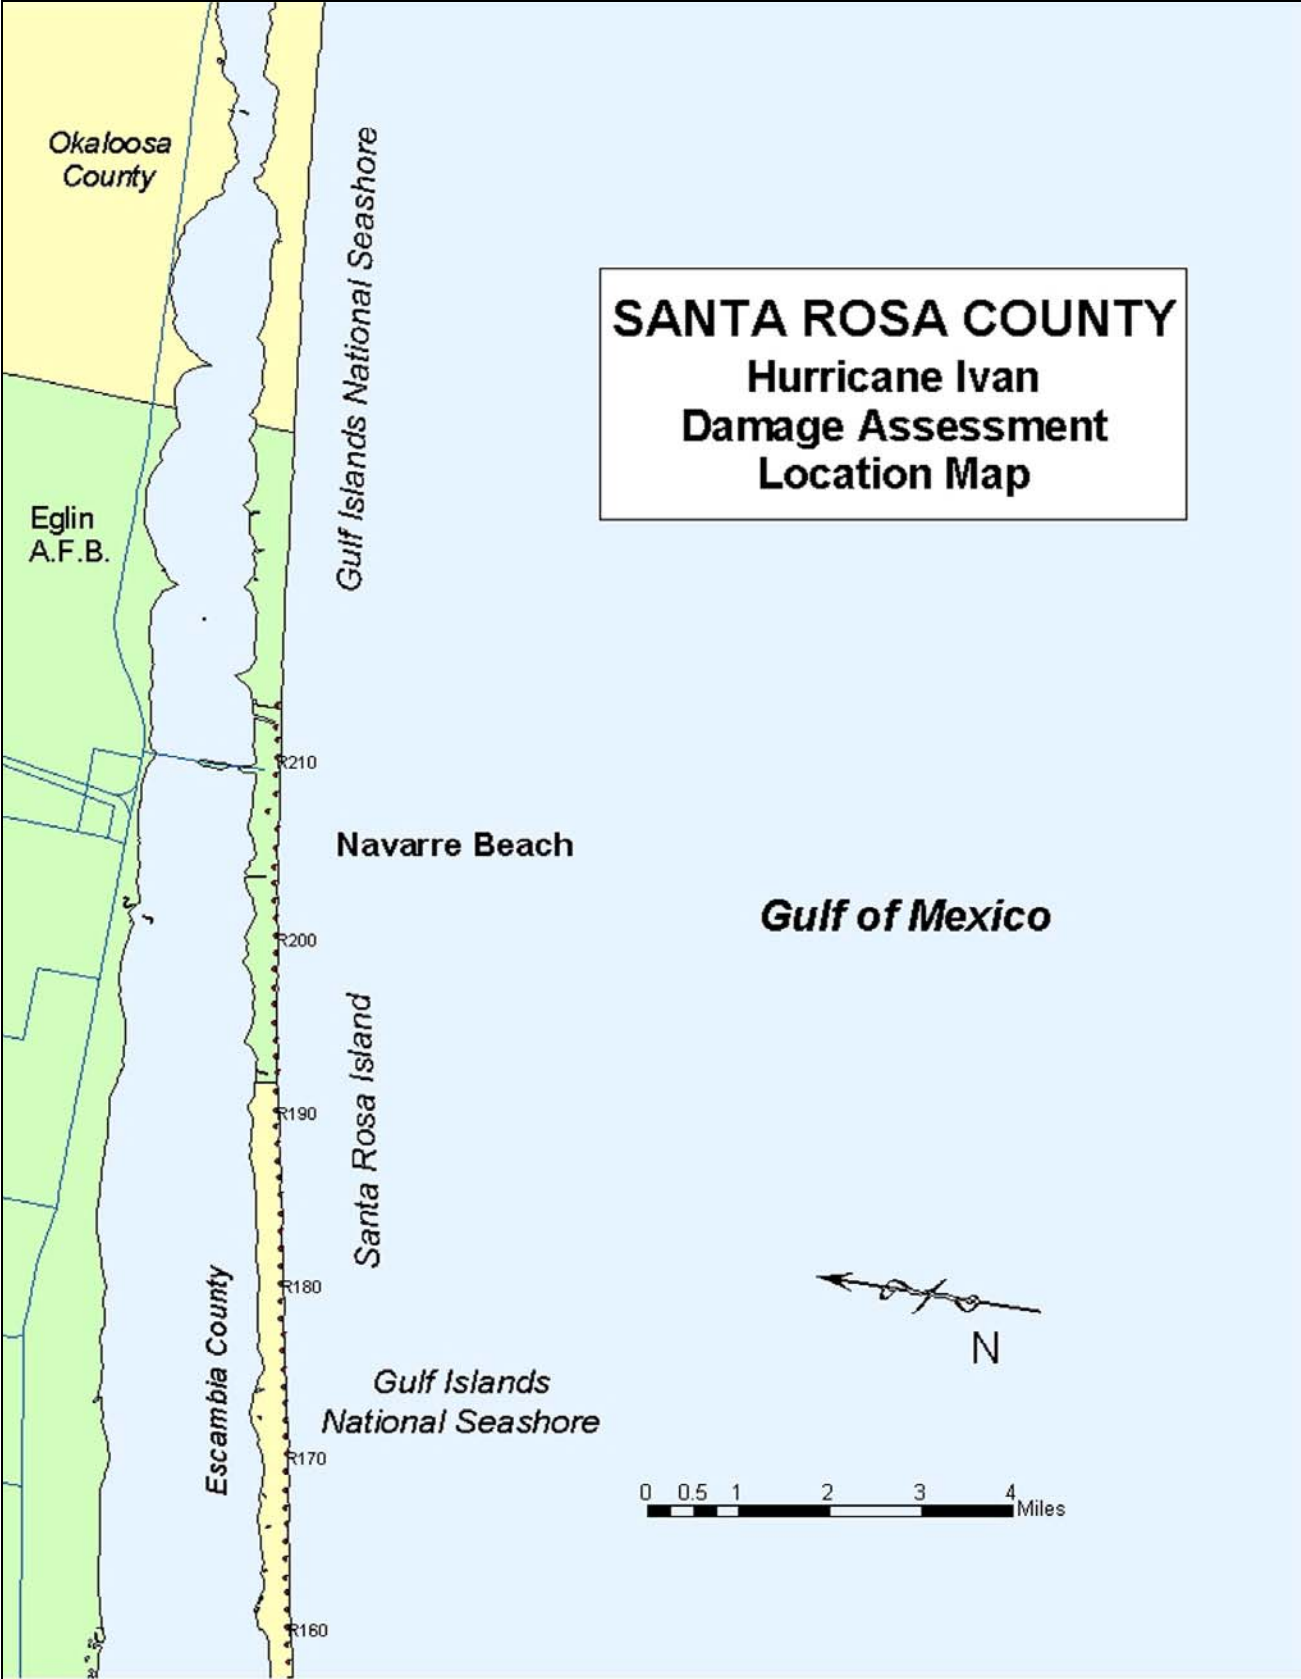 Okaloosa
County
Gulf Islands National Seashore
SANTA ROSA COUNTY
Hurricane Ivan
Damage Assessment
Location Map
Eglin
A.F.B.
R210
Navarre Beach
Gulf of Mexico
R200
Santa Rosa Island
R190
R180
Escambia County
N
Gulf Islands
National Seashore
R170
0 0.5 1 2 3 4
Miles
R160